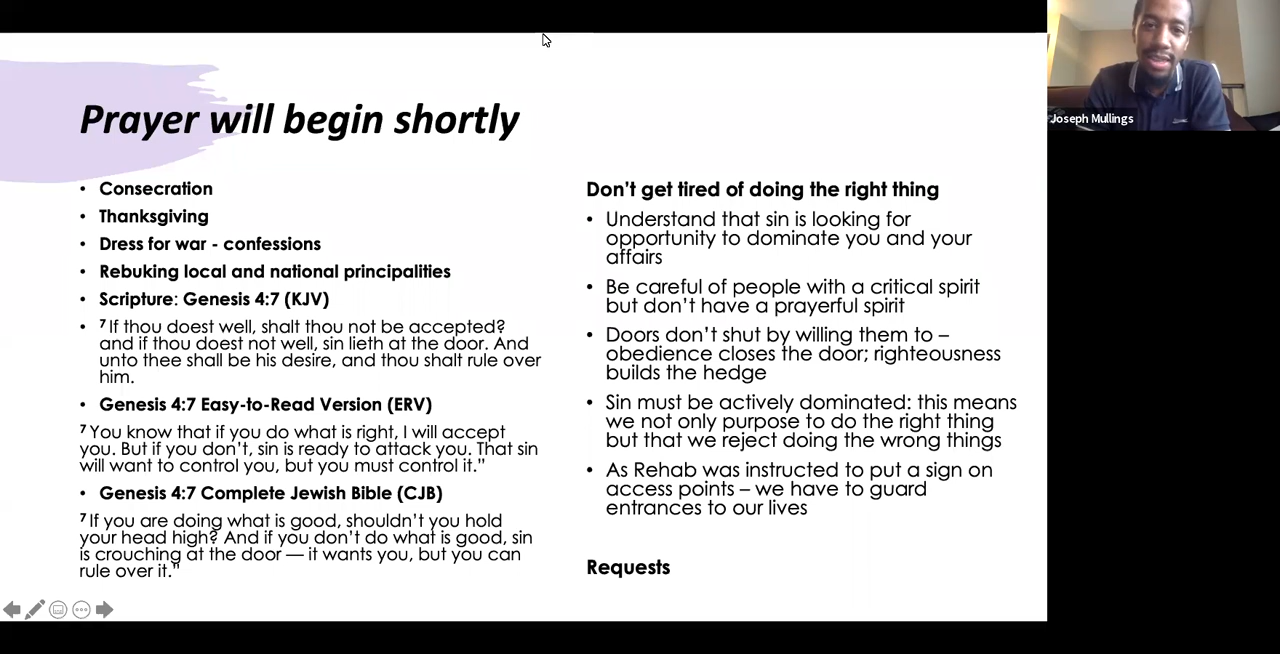 Prayer will begin shortly
• Consecration
• Thanksgiving
• Dress for war - confessions
• Rebuking local and national principalities
• Scripture: Genesis 4:7 (KJV)
• 7 If thou doest well, shalt thou not be accepted?
and if thou doest not well, sin lieth at the door. And
unto thee shall be his desire, and thou shalt rule over
him.
• Genesis 4:7 Easy-to-Read Version (ERV)
7 You know that if you do what is right, I will accept
you. But if you don’t, sin is ready to attack you. That sin
will want to control you, but you must control it.”
• Genesis 4:7 Complete Jewish Bible (CJB)
7 If you are doing what is good, shouldn’t you hold
your head high? And if you don’t do what is good, sin
is crouching at the door — it wants you, but you can
rule over it.”
Don’t get tired of doing the right thing
• Understand that sin is looking for
opportunity to dominate you and your
affairs
• Be careful of people with a critical spirit
but don’t have a prayerful spirit
• Doors don’t shut by willing them to –
obedience closes the door; righteousness
builds the hedge
• Sin must be actively dominated: this means
we not only purpose to do the right thing
but that we reject doing the wrong things
• As Rehab was instructed to put a sign on
access points – we have to guard
entrances to our lives
Requests
Joseph Mullings